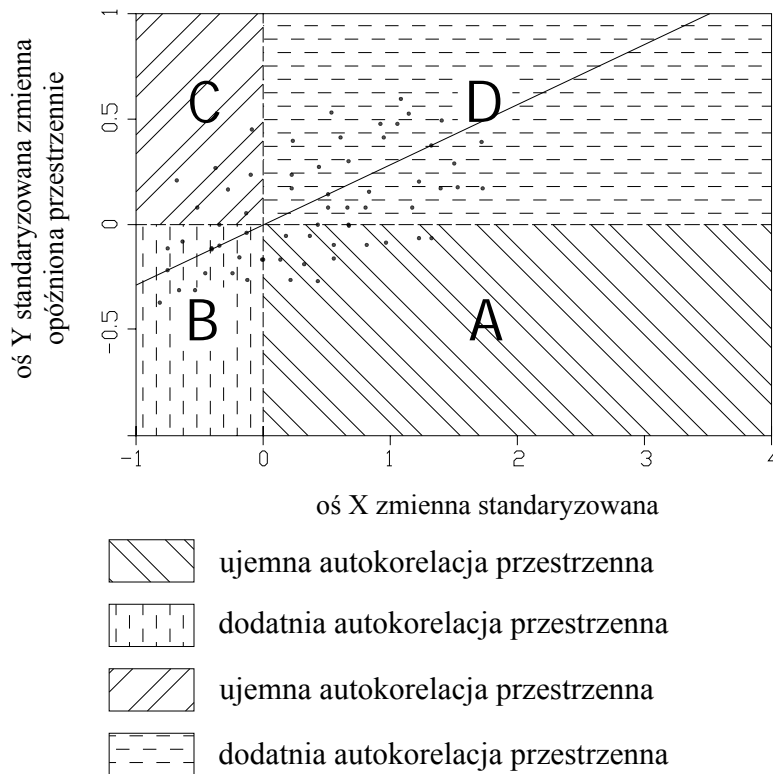 oś Y standaryzowana zmienna
opóźniona przestrzennie
1
0.5
0
-0.5
C
D
B
A
-1 0 1 2 3 4
oś X zmienna standaryzowana
ujemna autokorelacja przestrzenna
dodatnia autokorelacja przestrzenna
ujemna autokorelacja przestrzenna
dodatnia autokorelacja przestrzenna